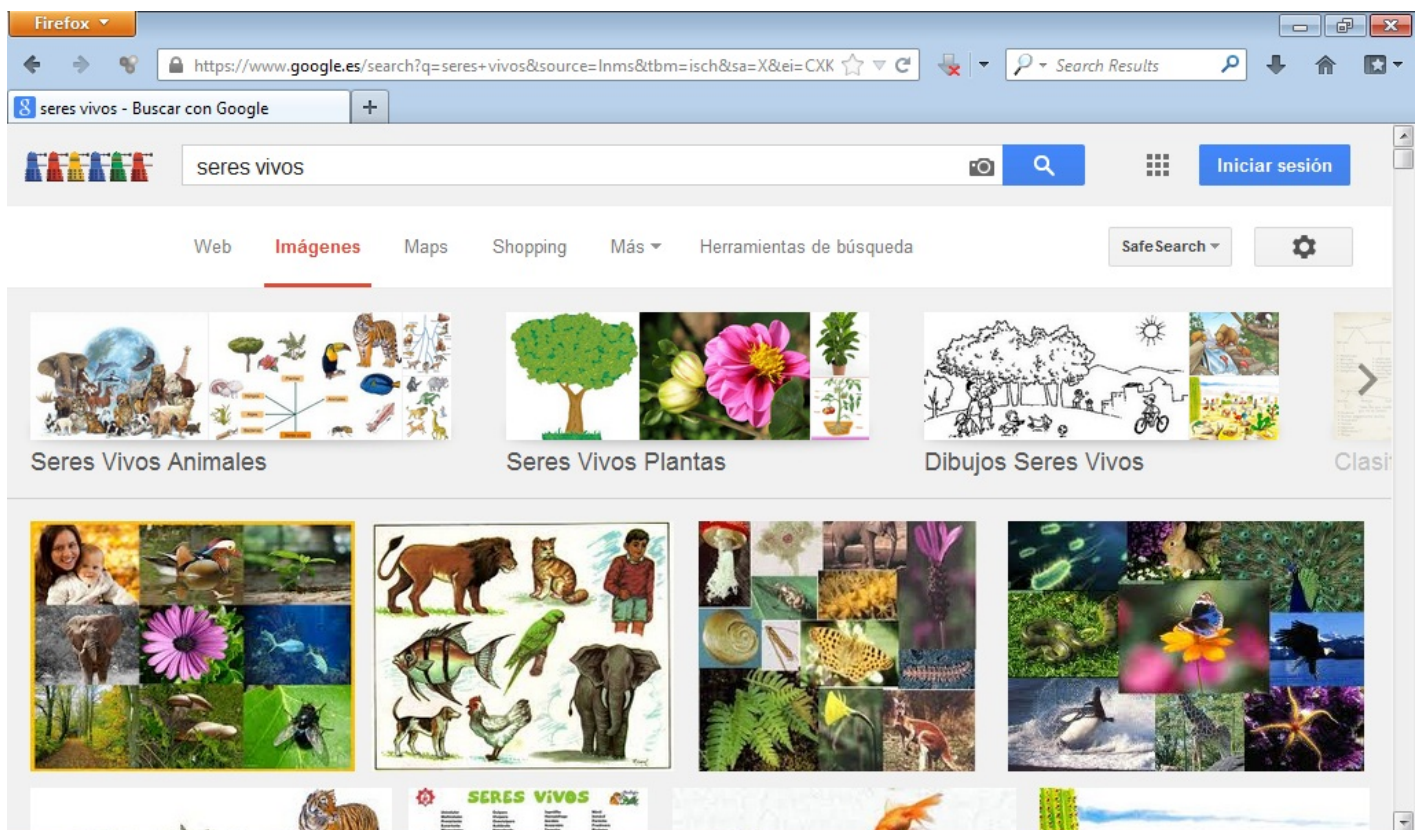 Firefox
https://www.google.es/search?q=seres+vivos&source=lnms&tbm=isch&sa=X&ei=CXK
Search Results
8 seres vivos - Buscar con Google
seres vivos
Iniciar sesión
Web Imágenes Maps Shopping Más Herramientas de búsqueda SafeSearch
Seres Vivos Animales Seres Vivos Plantas Dibujos Seres Vivos Clasi
SERES VIVOS